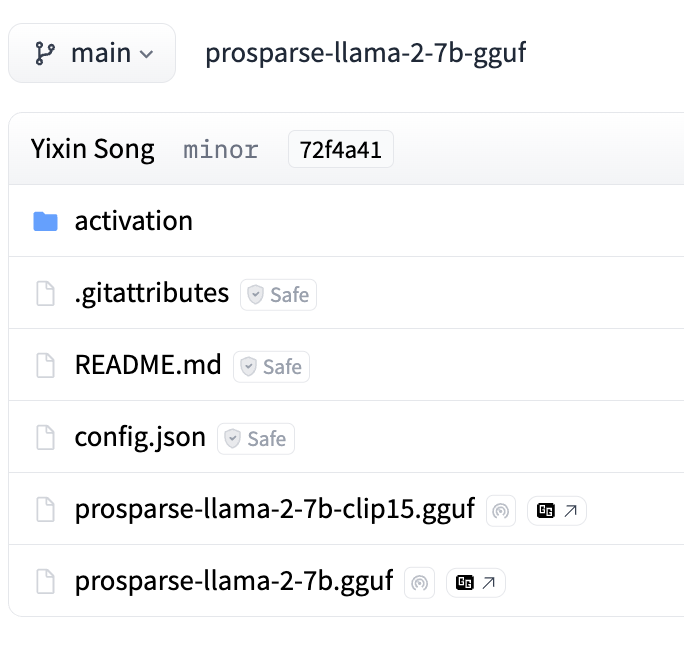 main prosparse-llama-2-7b-gguf
Yixin Song minor 72f4a41
activation
.gitattributes Safe
README.md Safe
config.json Safe
prosparse-llama-2-7b-clip15.gguf
prosparse-llama-2-7b.gguf